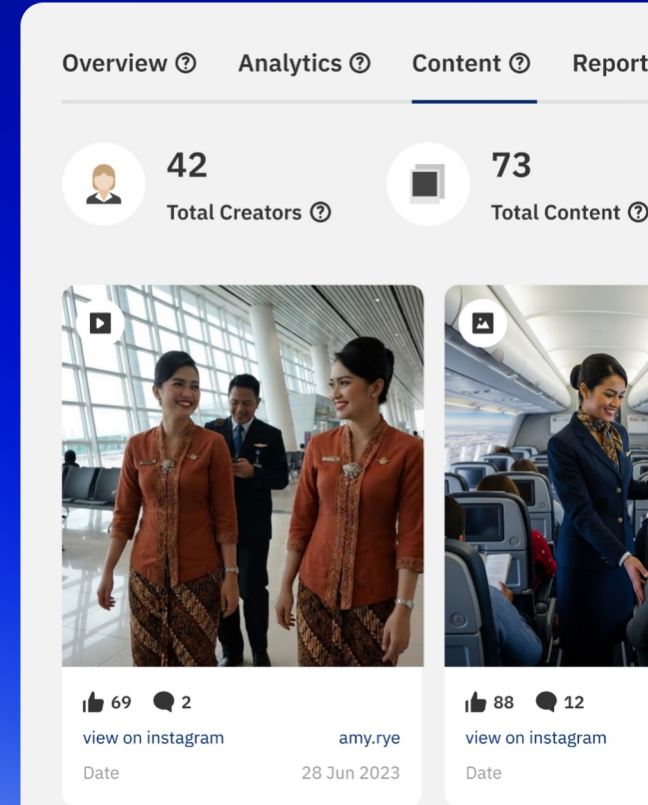 Overview ? Analytics ? Content ? Report
42
Total Creators ?
73
Total Content ?
69 2
view on instagram amy.rye
Date 28 Jun 2023
88 12
view on instagram
Date